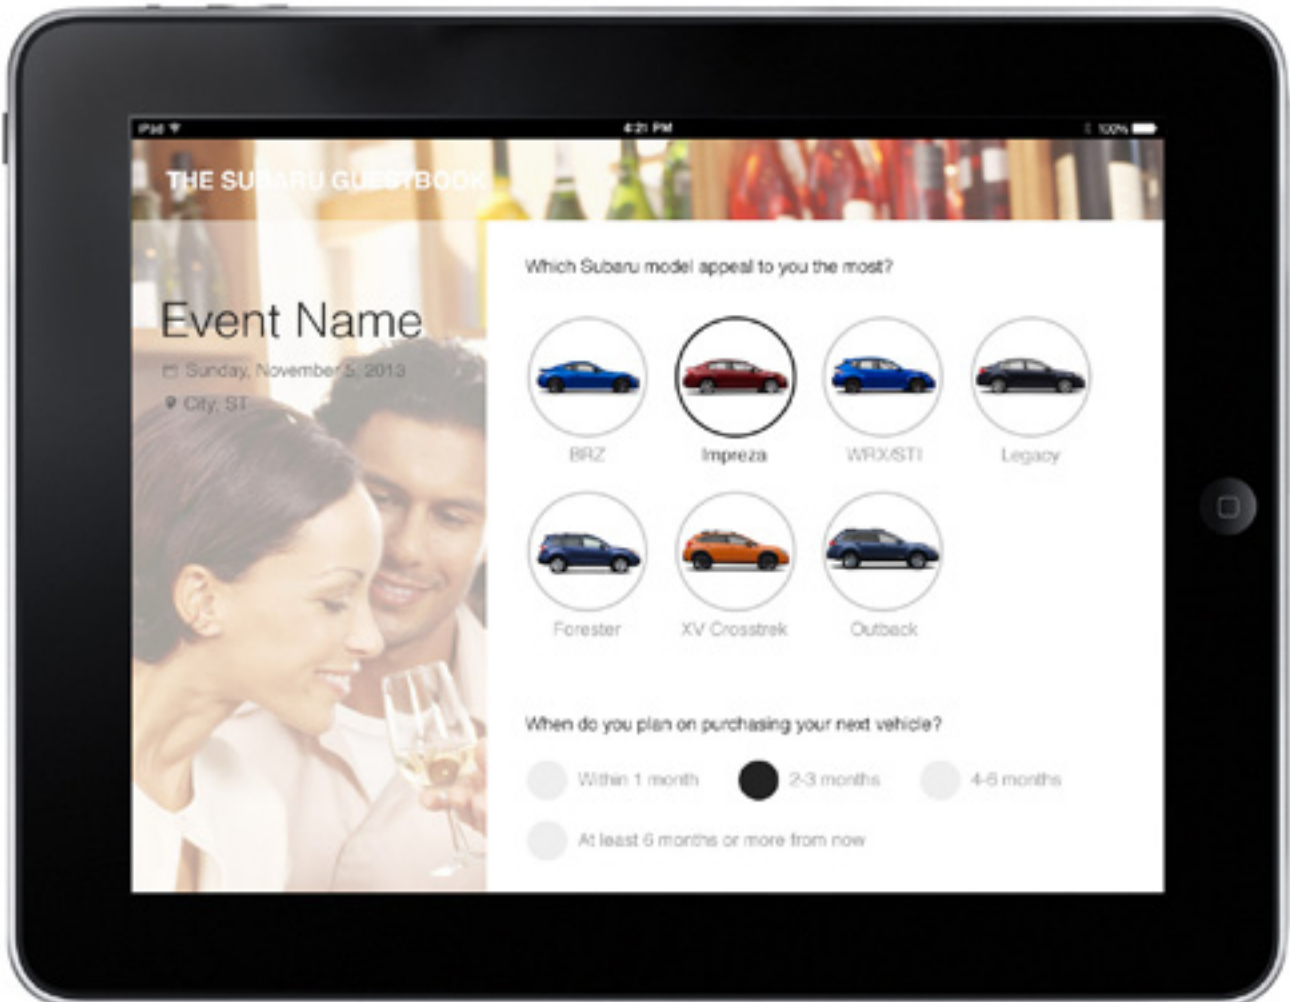 iPad
4:21 PM
100%
THE SUBARU GUESTBOOK
Event Name
Sunday, November 5, 2013
City, ST
Which Subaru model appeal to you the most?
BRZ
Impreza
WRX/STI
Legacy
Forester
XV Crosstrek
Outback
When do you plan on purchasing your next vehicle?
Within 1 month
2-3 months
4-6 months
At least 6 months or more from now